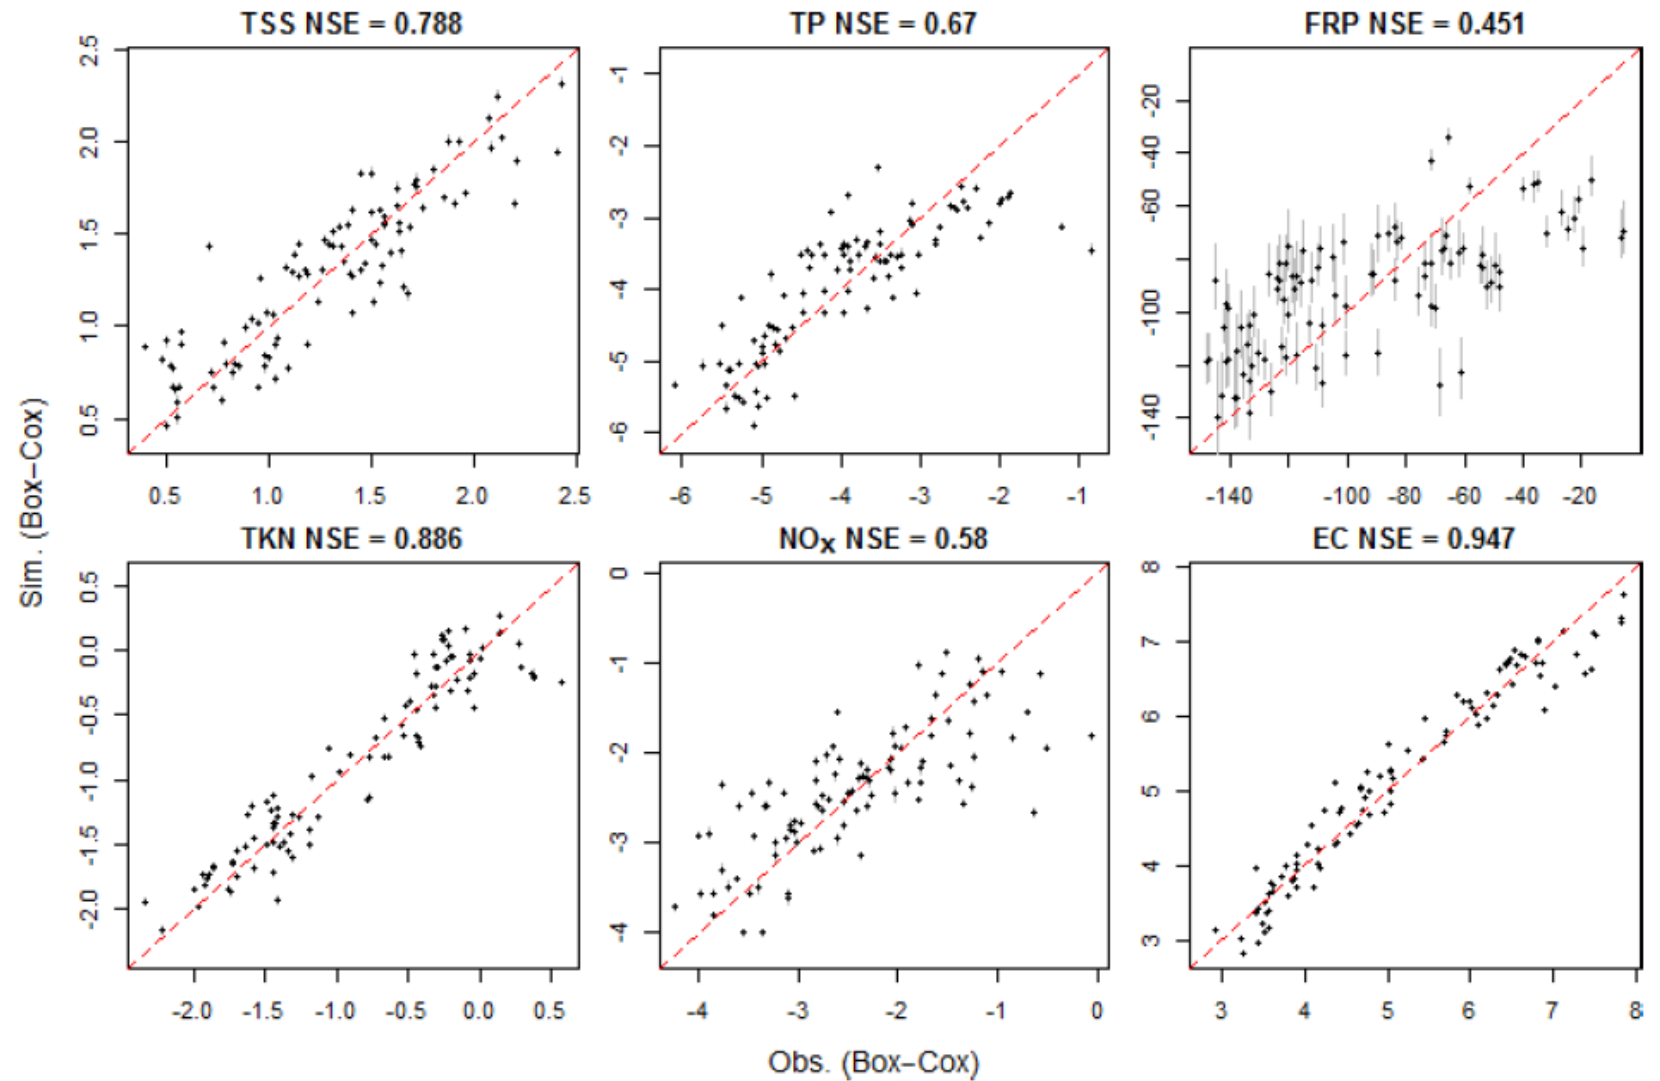 TSS NSE = 0.788
TP NSE = 0.67
FRP NSE = 0.451
2.5
2.0
1.5
1.0
0.5
0.5 1.0 1.5 2.0 2.5
-1
-2
-3
-4
-5
-6
-6 -5 -4 -3 -2 -1
-20
-40
-60
-100
-140
-140 -100 -80 -60 -40 -20
Sim. (Box−Cox)
TKN NSE = 0.886
NOx NSE = 0.58
EC NSE = 0.947
0.5
0.0
-0.5
-1.0
-1.5
-2.0
-2.0 -1.5 -1.0 -0.5 0.0 0.5
0
-1
-2
-3
-4
-4 -3 -2 -1 0
8
7
6
5
4
3
3 4 5 6 7 8
Obs. (Box−Cox)